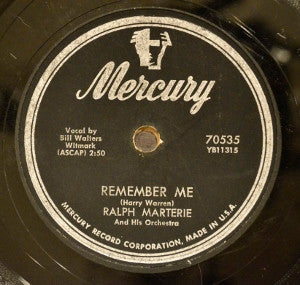 Mercury
Vocal by
Bill Walters
Witmark
(ASCAP) 2:50
70535
YB11315
REMEMBER ME
(Harry Warren)
RALPH MARTERIE
And His Orchestra
MERCURY RECORD CORPORATION, MADE IN U.S.A.